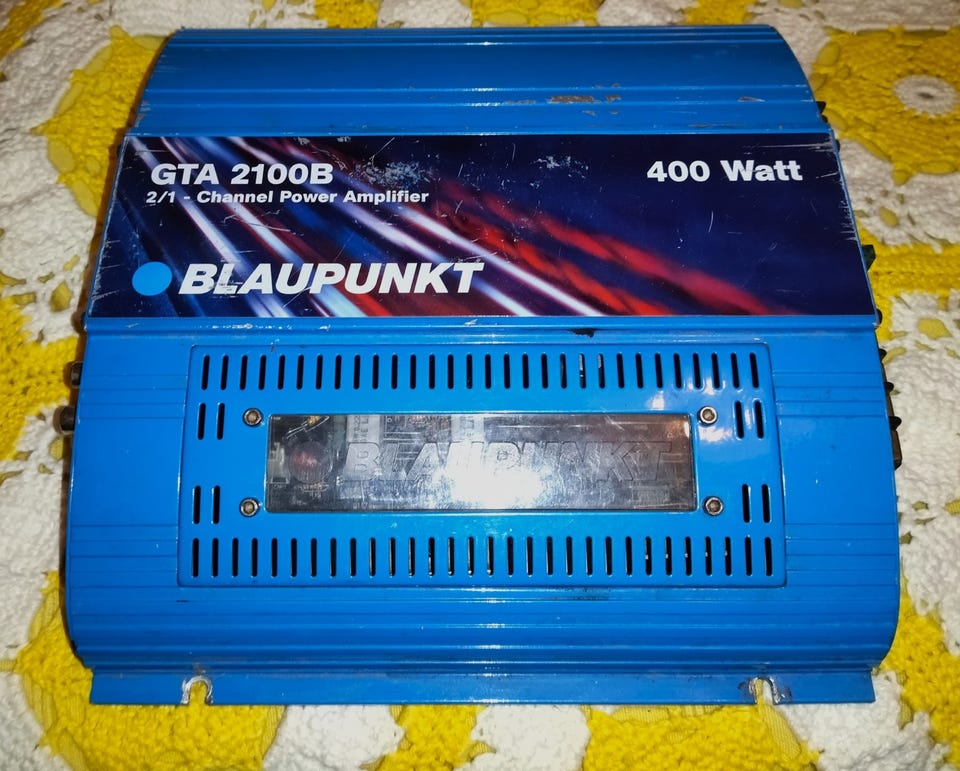 GTA 2100B
400 Watt
2/1 - Channel Power Amplifier
BLAUPUNKT
BLAUPUNKT